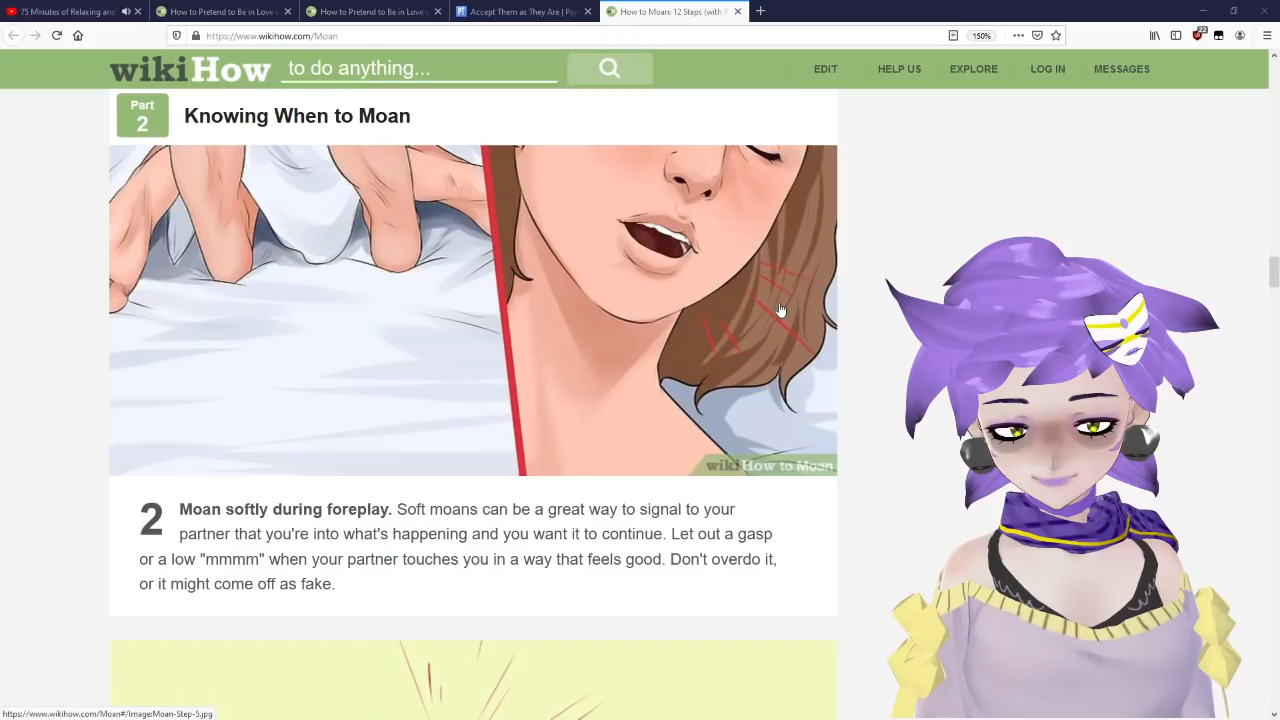 75 Minutes of Relaxing and
How to Pretend to Be in Love w
How to Pretend to Be in Love w
Accept Them as They Are | Psy
How to Moan: 12 Steps (with P
https://www.wikihow.com/Moan
150%
wikiHow to do anything...
EDIT
HELP US
EXPLORE
LOG IN
MESSAGES
Part
2
Knowing When to Moan
wikiHow to Moan
2 Moan softly during foreplay. Soft moans can be a great way to signal to your
partner that you're into what's happening and you want it to continue. Let out a gasp
or a low "mmmm" when your partner touches you in a way that feels good. Don't overdo it,
or it might come off as fake.
https://www.wikihow.com/Moan#/Image:Moan-Step-5.jpg